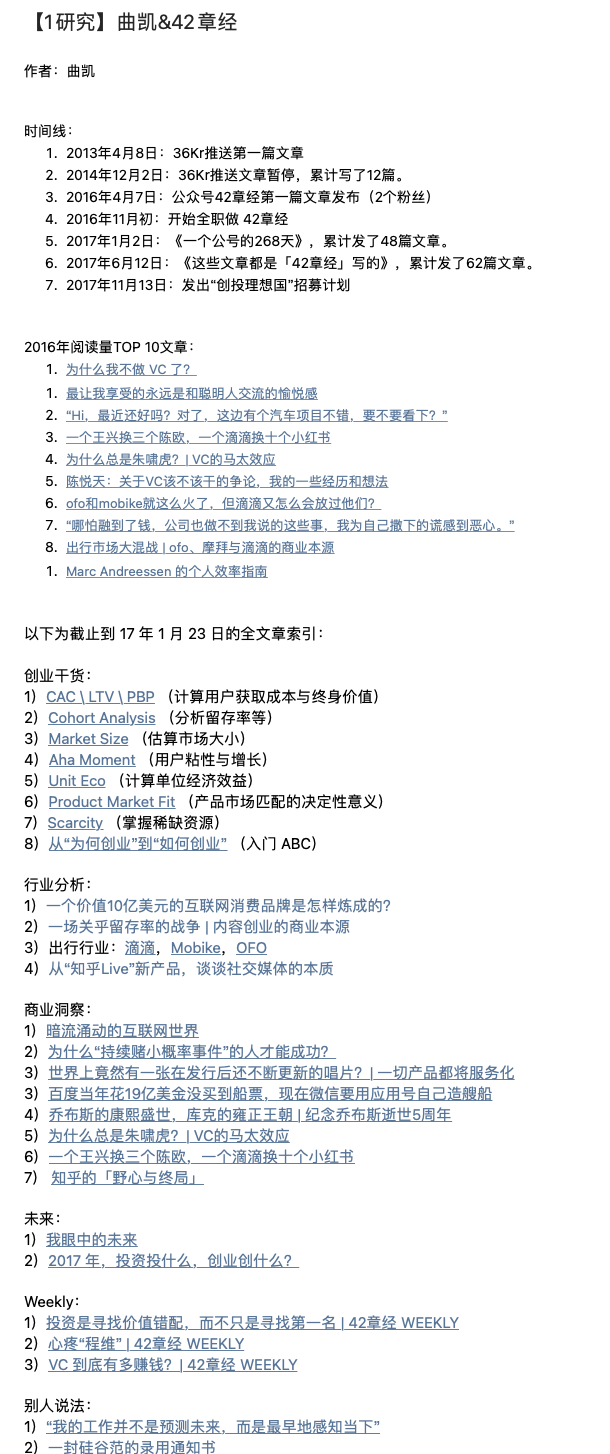 【1研究】曲凯&42章经
作者：曲凯
时间线：
1. 2013年4月8日：36Kr推送第一篇文章
2. 2014年12月2日：36Kr推送文章暂停，累计写了12篇。
3. 2016年4月7日：公众号42章经第一篇文章发布（2个粉丝）
4. 2016年11月初：开始全职做 42章经
5. 2017年1月2日：《一个公号的268天》，累计发了48篇文章。
6. 2017年6月12日：《这些文章都是「42章经」写的》，累计发了62篇文章。
7. 2017年11月13日：发出“创投理想国”招募计划
2016年阅读量TOP 10文章：
1. 为什么我不做 VC 了？
1. 最让我享受的永远是和聪明人交流的愉悦感
2. “Hi，最近还好吗？对了，这边有个汽车项目不错，要不要看下？”
3. 一个王兴换三个陈欧，一个滴滴换十个小红书
4. 为什么总是朱啸虎？| VC的马太效应
5. 陈悦天：关于VC该不该干的争论，我的一些经历和想法
6. ofo和mobike就这么火了，但滴滴又怎么会放过他们？
7. “哪怕融到了钱，公司也做不到我说的这些事，我为自己撒下的谎感到恶心。”
8. 出行市场大混战 | ofo、摩拜与滴滴的商业本源
1. Marc Andreessen 的个人效率指南
以下为截止到 17 年 1 月 23 日的全文章索引：
创业干货：
1）CAC \ LTV \ PBP （计算用户获取成本与终身价值）
2）Cohort Analysis （分析留存率等）
3）Market Size （估算市场大小）
4）Aha Moment （用户粘性与增长）
5）Unit Eco （计算单位经济效益）
6）Product Market Fit （产品市场匹配的决定性意义）
7）Scarcity （掌握稀缺资源）
8）从“为何创业”到“如何创业” （入门 ABC）
行业分析：
1）一个价值10亿美元的互联网消费品牌是怎样炼成的?
2）一场关乎留存率的战争 | 内容创业的商业本源
3）出行行业：滴滴，Mobike，OFO
4）从“知乎Live”新产品，谈谈社交媒体的本质
商业洞察：
1）暗流涌动的互联网世界
2）为什么“持续赌小概率事件”的人才能成功？
3）世界上竟然有一张在发行后还不断更新的唱片？| 一切产品都将服务化
3）百度当年花19亿美金没买到船票，现在微信要用应用号自己造艘船
4）乔布斯的康熙盛世，库克的雍正王朝 | 纪念乔布斯逝世5周年
5）为什么总是朱啸虎？| VC的马太效应
6）一个王兴换三个陈欧，一个滴滴换十个小红书
7） 知乎的「野心与终局」
未来：
1）我眼中的未来
2）2017 年，投资投什么，创业创什么？
Weekly：
1）投资是寻找价值错配，而不只是寻找第一名 | 42章经 WEEKLY
2）心疼“程维” | 42章经 WEEKLY
3）VC 到底有多赚钱？| 42章经 WEEKLY
别人说法：
1）“我的工作并不是预测未来，而是最早地感知当下”
2）一封硅谷范的录用通知书